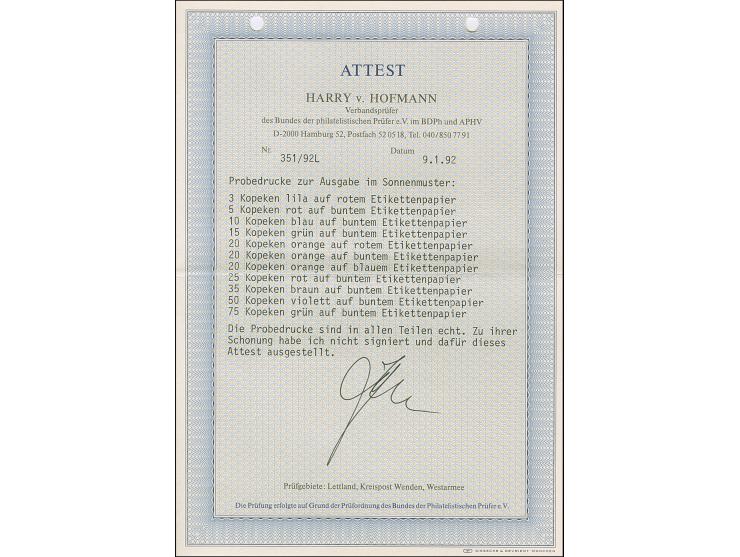 ATTEST
HARRY v. HOFMANN
Verbandsprüfer
des Bundes der philatelistischen Prüfer e.V. im BDPh und APHV
D-2000 Hamburg 52, Postfach 52 05 18, Tel. 040/850 77 91
Nr. 351/92L Datum 9.1.92
Probedrucke zur Ausgabe im Sonnenmuster:
3 Kopeken lila auf rotem Etikettenpapier
5 Kopeken rot auf buntem Etikettenpapier
10 Kopeken blau auf buntem Etikettenpapier
15 Kopeken grün auf buntem Etikettenpapier
20 Kopeken orange auf rotem Etikettenpapier
20 Kopeken orange auf buntem Etikettenpapier
20 Kopeken orange auf blauem Etikettenpapier
25 Kopeken rot auf buntem Etikettenpapier
35 Kopeken braun auf buntem Etikettenpapier
50 Kopeken violett auf buntem Etikettenpapier
75 Kopeken grün auf buntem Etikettenpapier
Die Probedrucke sind in allen Teilen echt. Zu ihrer
Schonung habe ich nicht signiert und dafür dieses
Attest ausgestellt.
Prüfgebiete: Lettland, Kreispost Wenden, Westarmee
Die Prüfung erfolgte auf Grund der Prüfordnung des Bundes der Philatelistischen Prüfer e.V.
GIESECKE & DEVRIENT MÜNCHEN